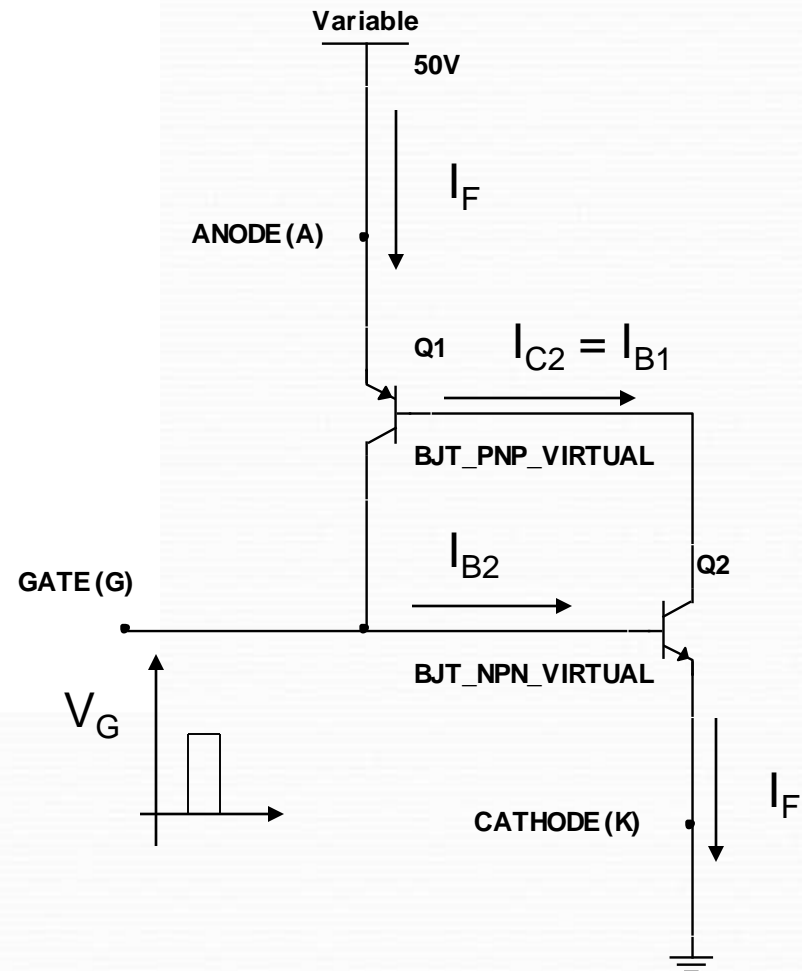 Variable
50V
I_F
ANODE(A)
Q1
I_C2 = I_B1
BJT_PNP_VIRTUAL
I_B2
Q2
GATE(G)
BJT_NPN_VIRTUAL
V_G
I_F
CATHODE(K)